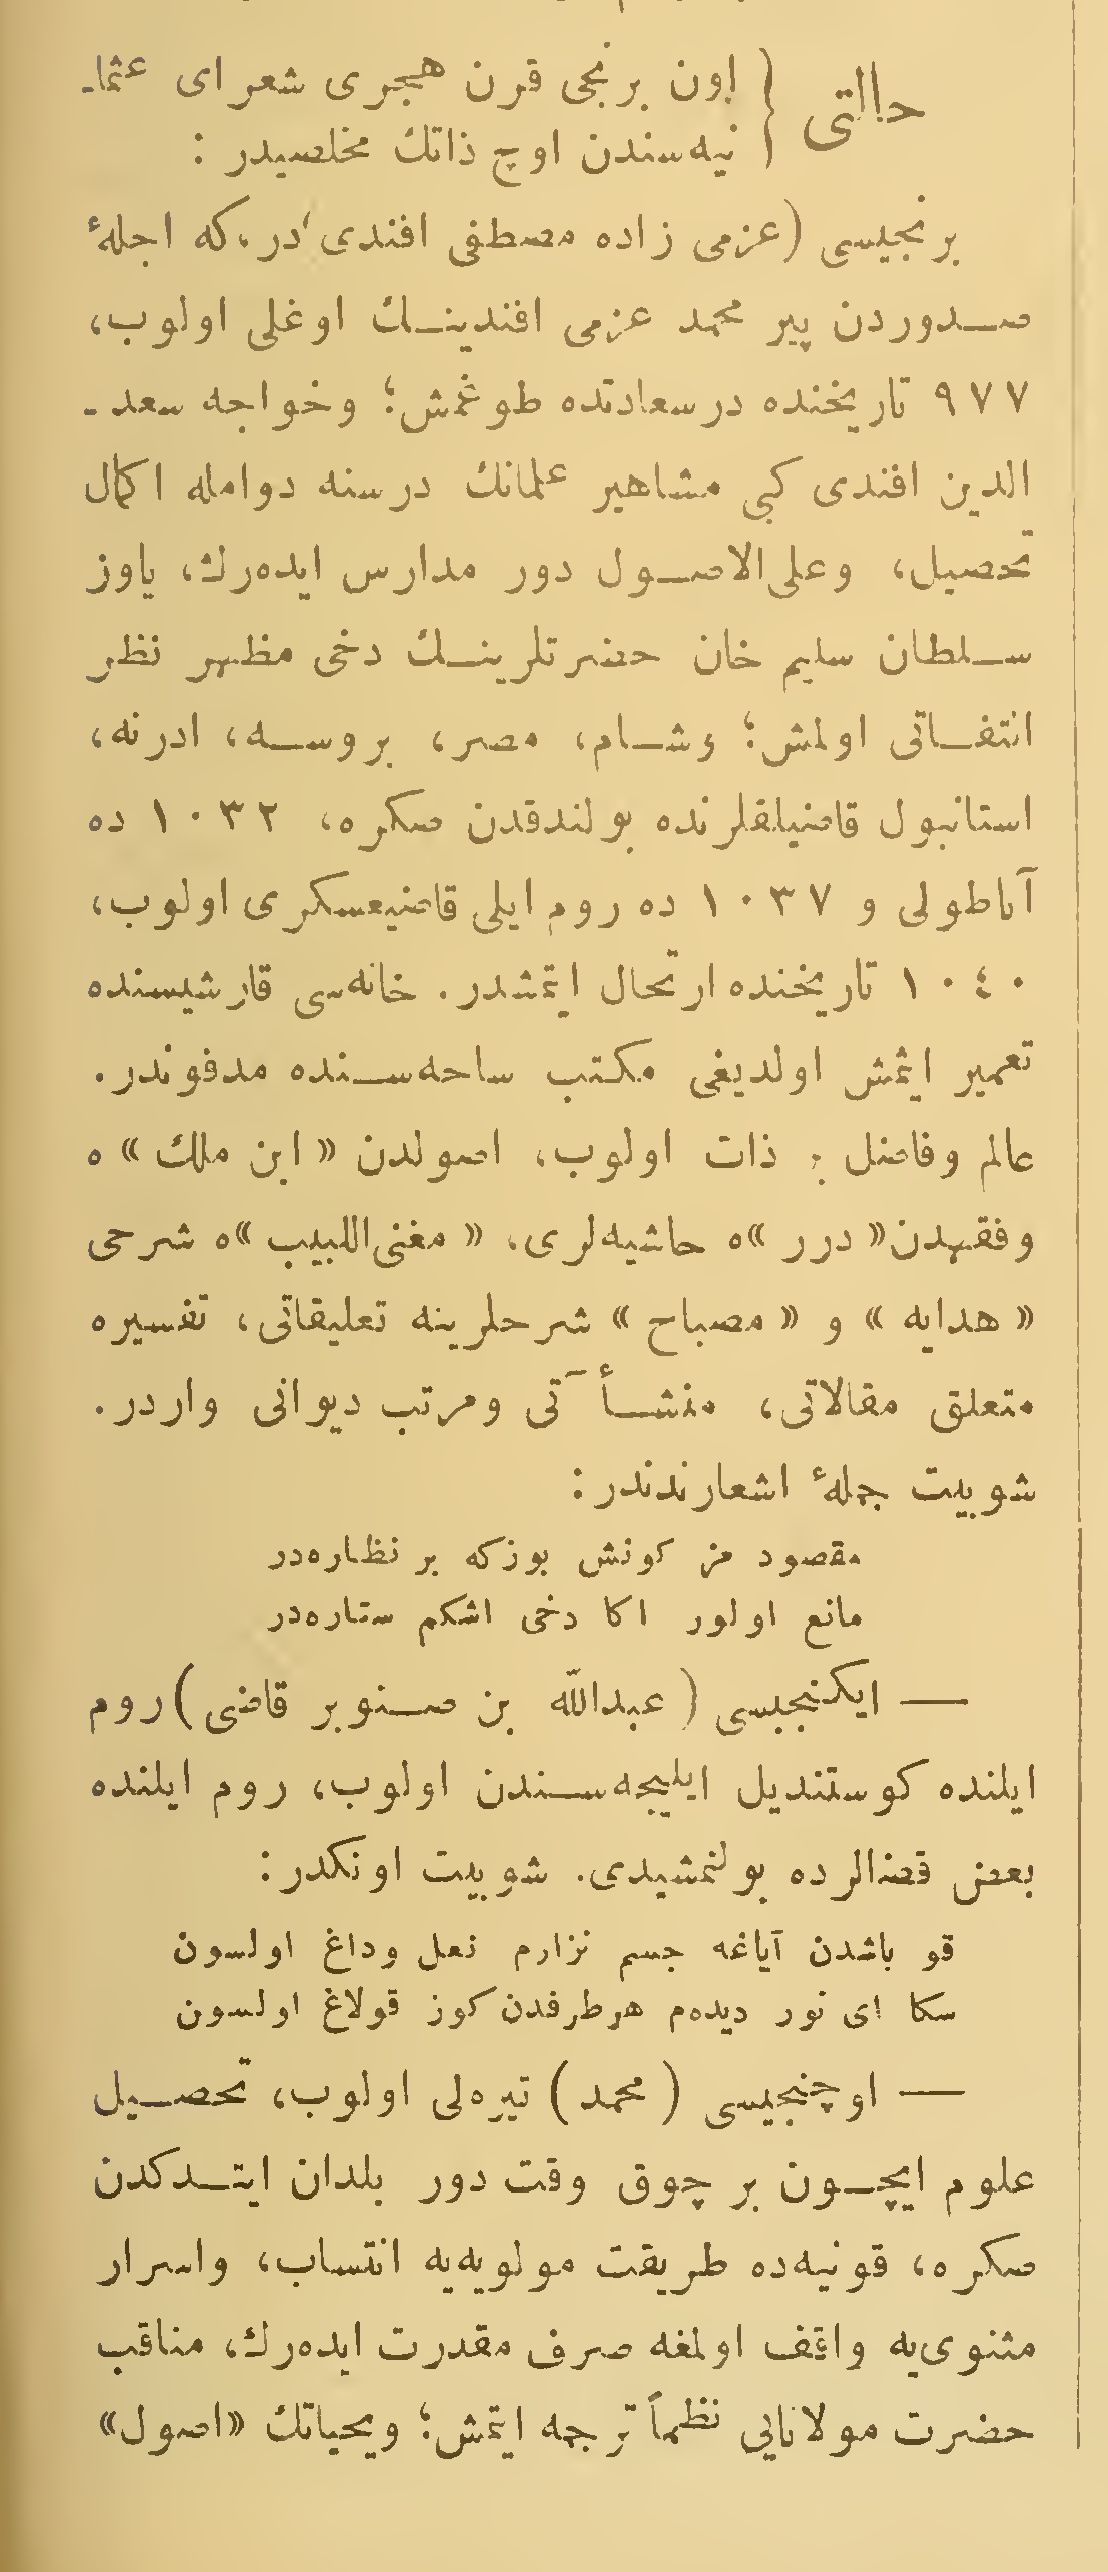 حالتی { اون برنجی قرن هجری شعرای عثما-
نیه‌سندن اوچ ذاتك مخلصیدر :
برنجیسی (عزمی زاده مصطفی افندی) در، که اجلهٔ
صدوردن پیر محمد عزمی افندینك اوغلی اولوب،
۹۷۷ تاریخنده درسعادتده طوغمش؛ وخواجه سعد-
الدین افندی کبی مشاهیر علمانك درسنه دوامله اکمال
تحصیل، وعلی‌الاصول دور مدارس ایده‌رك، یاوز
سلطان سلیم خان حضرتلرینك دخی مظهر نظر
التفاتی اولمش؛ وشام، مصر، بروسه، ادرنه،
استانبول قاضیلقلرنده بولندقدن صکره، ۱۰۳۲ ده
آناطولی و ۱۰۳۷ ده روم ایلی قاضیعسکری اولوب،
۱۰٤۰ تاریخنده ارتحال ایتمشدر. خانه‌سی قارشیسنده
تعمیر ایتمش اولدیغی مکتب ساحه‌سنده مدفوندر.
عالم وفاضل بر ذات اولوب، اصولدن « ابن ملك » ه
وفقهدن « درر »ه حاشیه‌لری، « مغنی‌اللبیب »ه شرحی
« هدایه » و « مصباح » شرحلرینه تعلیقاتی، تفسیره
متعلق مقالاتی، منشأآتی ومرتب دیوانی واردر.
شو بیت جملهٔ اشعارندندر :
مقصود مز کونش یوزکه بر نظاره‌در
مانع اولور اکا دخی اشکم ستاره‌در
— ایکنجیسی ( عبدالله بن صنوبر قاضی ) روم
ایلنده کوستندیل ایلیجه‌سندن اولوب، روم ایلنده
بعض قضالرده بولنمشیدی. شو بیت اونکدر :
قو باشدن آیاغه جسم نزارم نعل وداغ اولسون
سکا ای نور دیده‌م هرطرفدن کوز قولاغ اولسون
— اوچنجیسی ( محمد ) تیره‌لی اولوب، تحصیل
علوم ایچون بر چوق وقت دور بلدان ایتدکدن
صکره، قونیه‌ده طریقت مولویه‌یه انتساب، واسرار
مثنوی‌یه واقف اولمغه صرف مقدرت ایده‌رك، مناقب
حضرت مولانایی نظماً ترجمه ایتمش؛ ویحیانك «اصول»